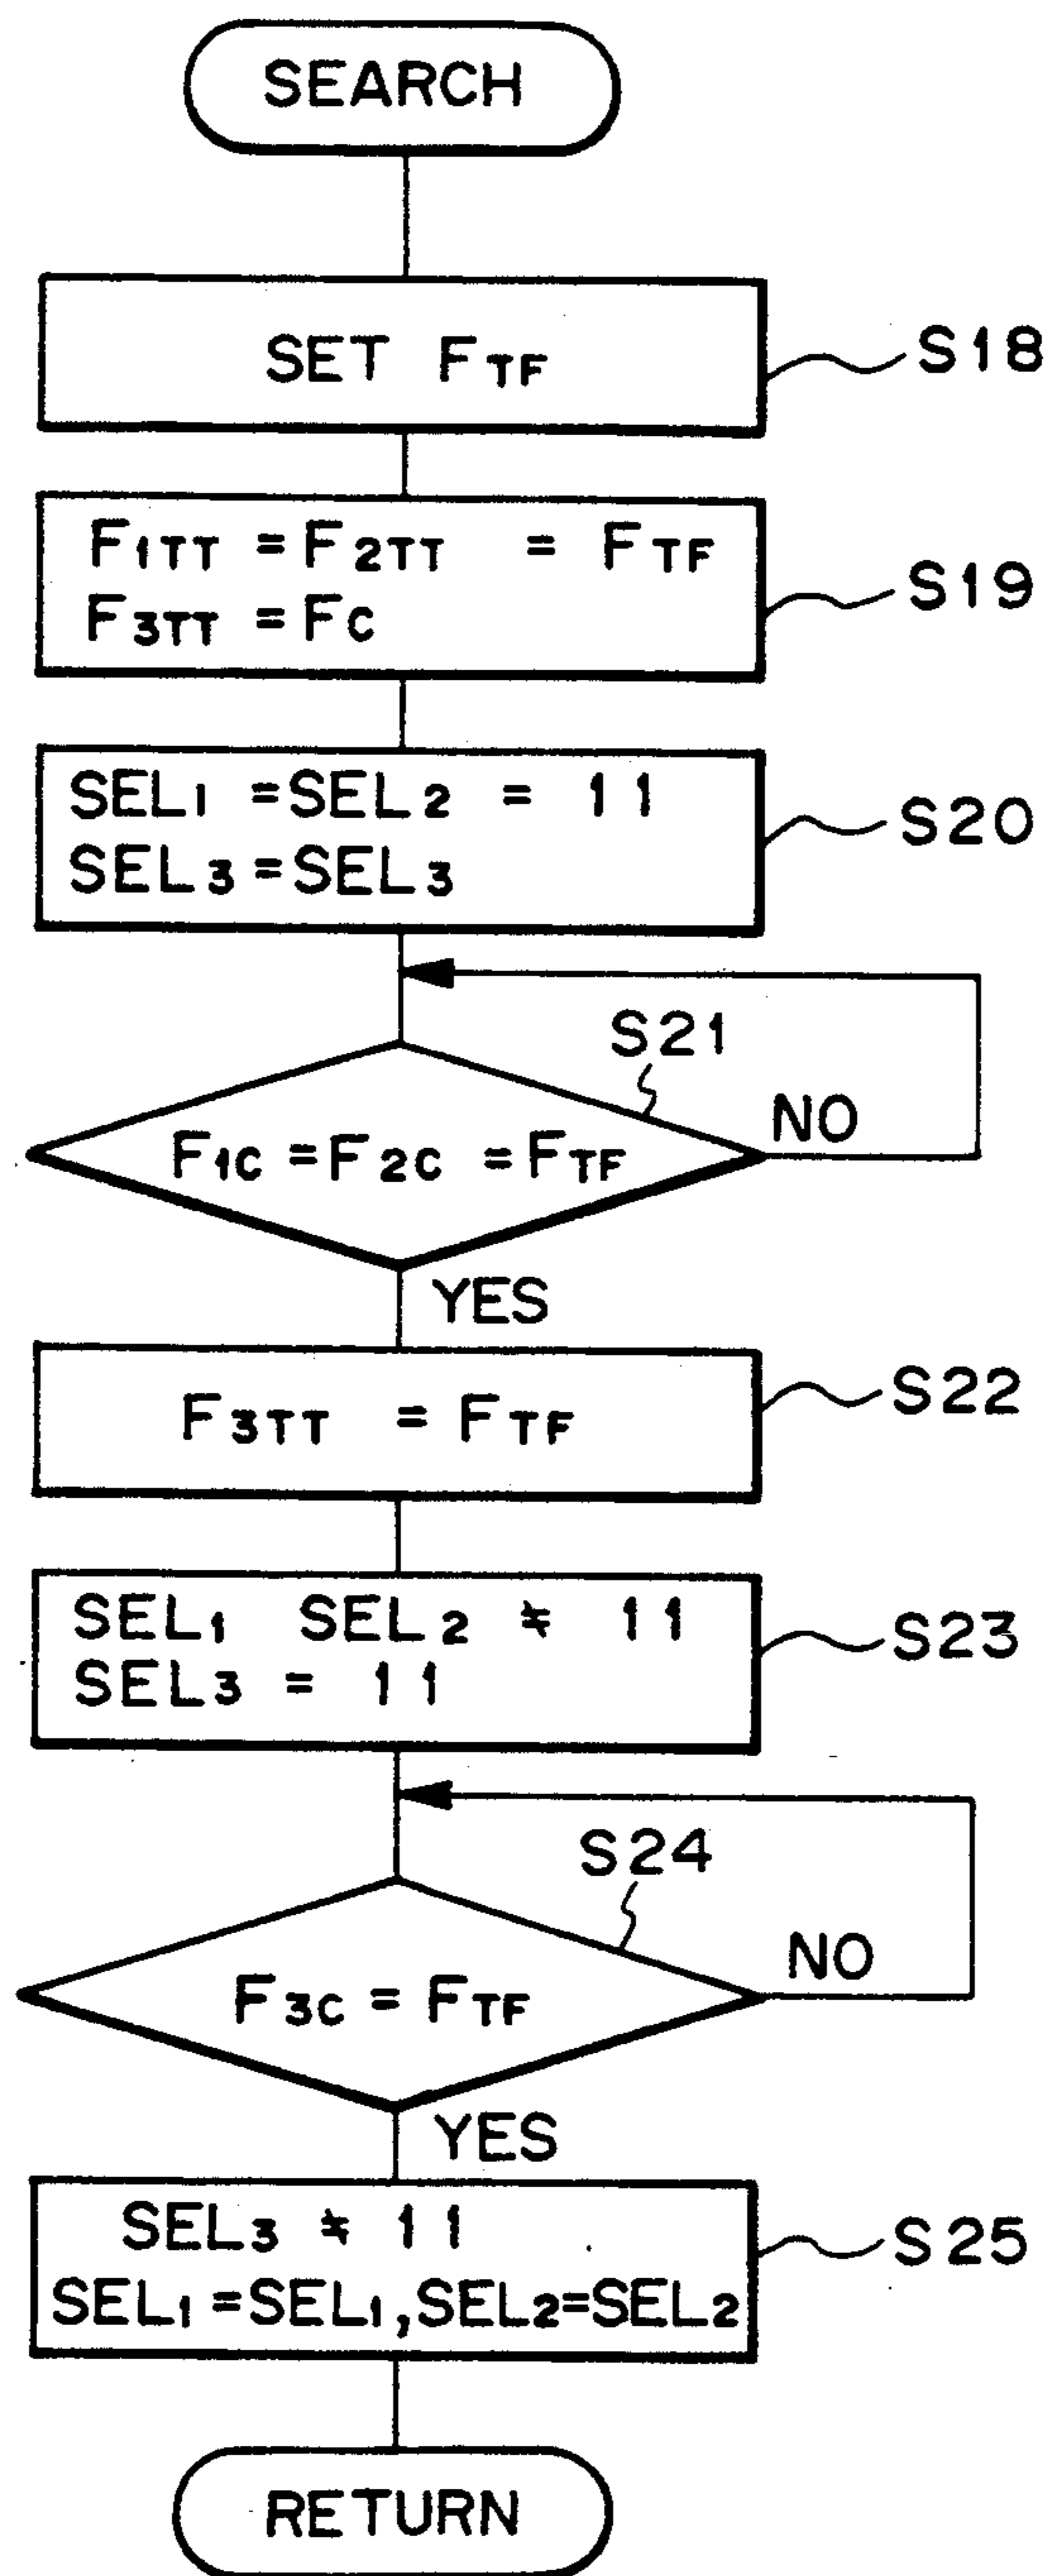 SEARCH
SET FTF
S18
F1TT = F2TT = FTF
F3TT = FC
S19
SEL1 = SEL2 = 11
SEL3 = SEL3
S20
S21
NO
F1C = F2C = FTF
YES
F3TT = FTF
S22
SEL1 SEL2 ≠ 11
SEL3 = 11
S23
S24
NO
F3C = FTF
YES
SEL3 ≠ 11
SEL1 = SEL1, SEL2 = SEL2
S25
RETURN